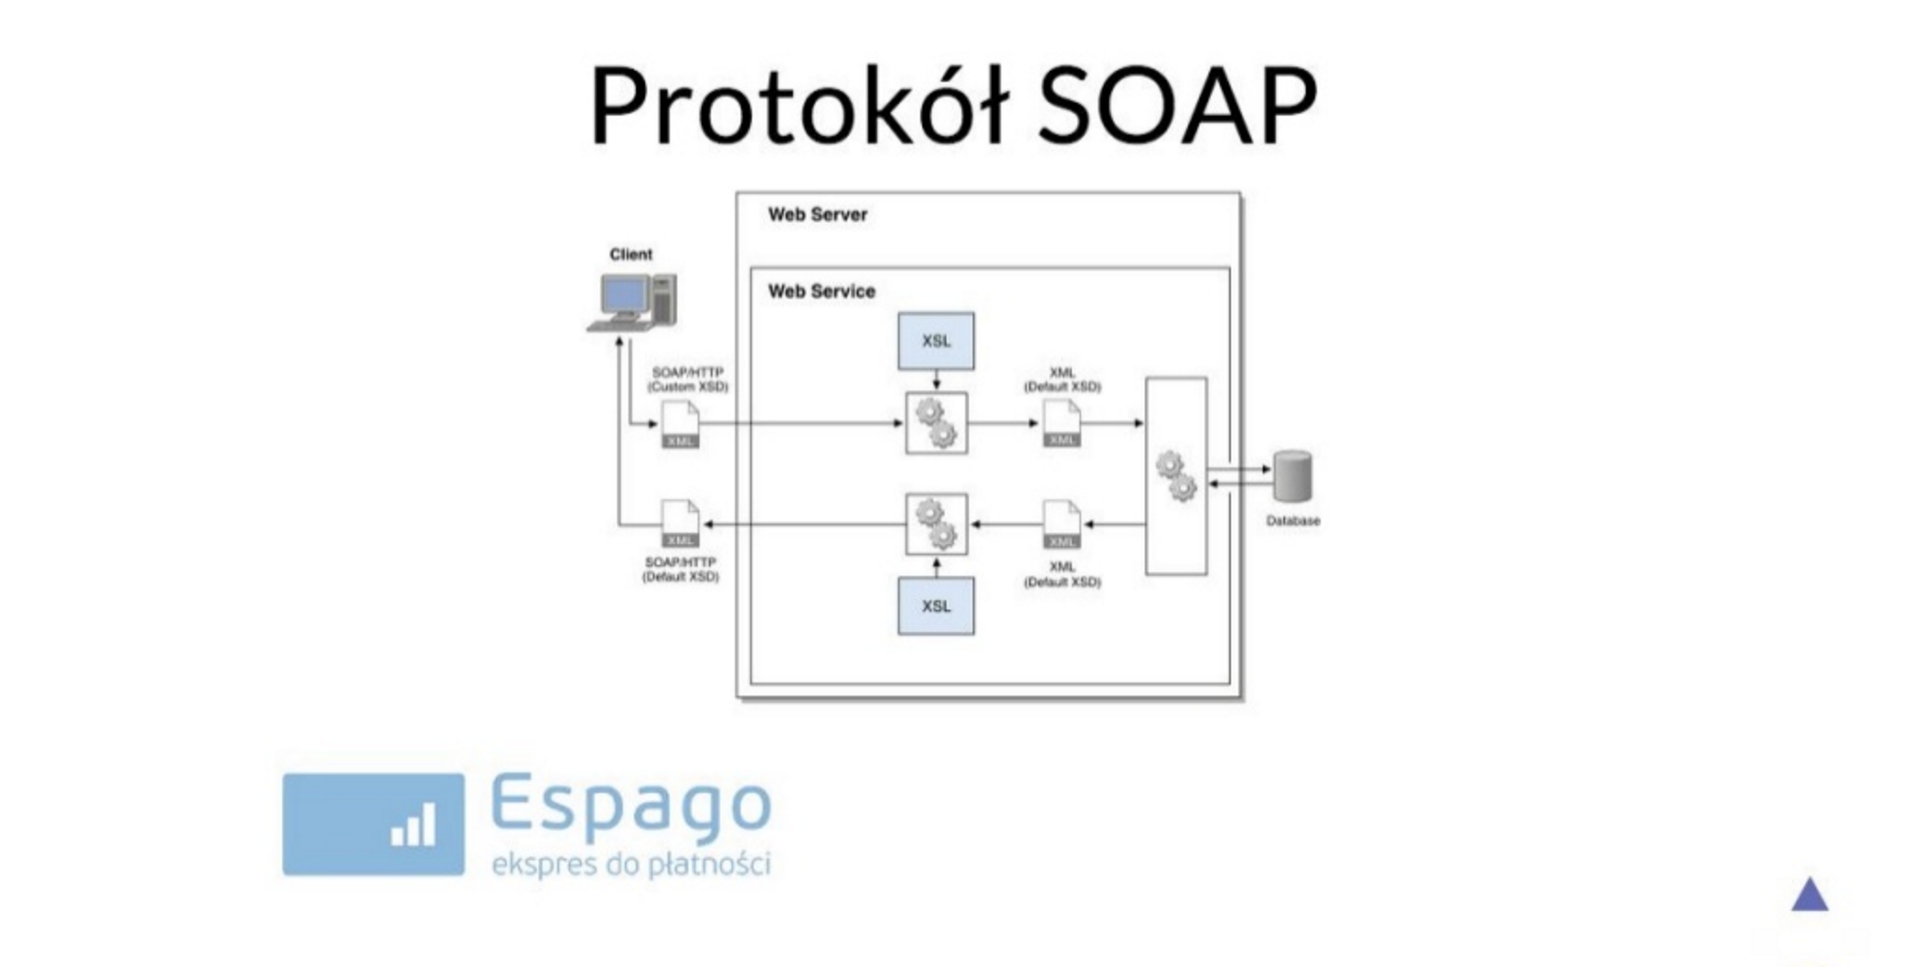 Protokół SOAP
Web Server
Client
Web Service
XSL
SOAP/HTTP
(Custom XSD)
XML
(Default XSD)
XML
XML
Database
XML
XML
SOAP/HTTP
(Default XSD)
XML
(Default XSD)
XSL
Espago
ekspres do płatności